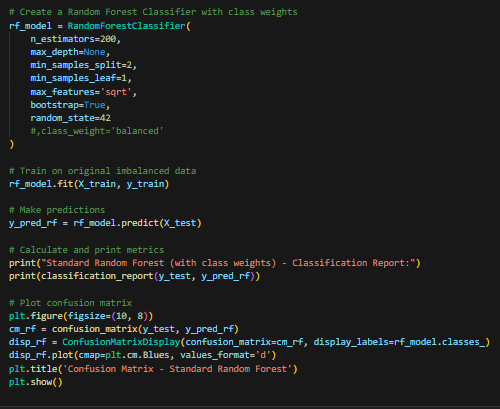 # Create a Random Forest Classifier with class weights
rf_model = RandomForestClassifier(
    n_estimators=200,
    max_depth=None,
    min_samples_split=2,
    min_samples_leaf=1,
    max_features='sqrt',
    bootstrap=True,
    random_state=42
    #,class_weight='balanced'
)
# Train on original imbalanced data
rf_model.fit(X_train, y_train)
# Make predictions
y_pred_rf = rf_model.predict(X_test)
# Calculate and print metrics
print("Standard Random Forest (with class weights) - Classification Report:")
print(classification_report(y_test, y_pred_rf))
# Plot confusion matrix
plt.figure(figsize=(10, 8))
cm_rf = confusion_matrix(y_test, y_pred_rf)
disp_rf = ConfusionMatrixDisplay(confusion_matrix=cm_rf, display_labels=rf_model.classes_)
disp_rf.plot(cmap=plt.cm.Blues, values_format='d')
plt.title('Confusion Matrix - Standard Random Forest')
plt.show()